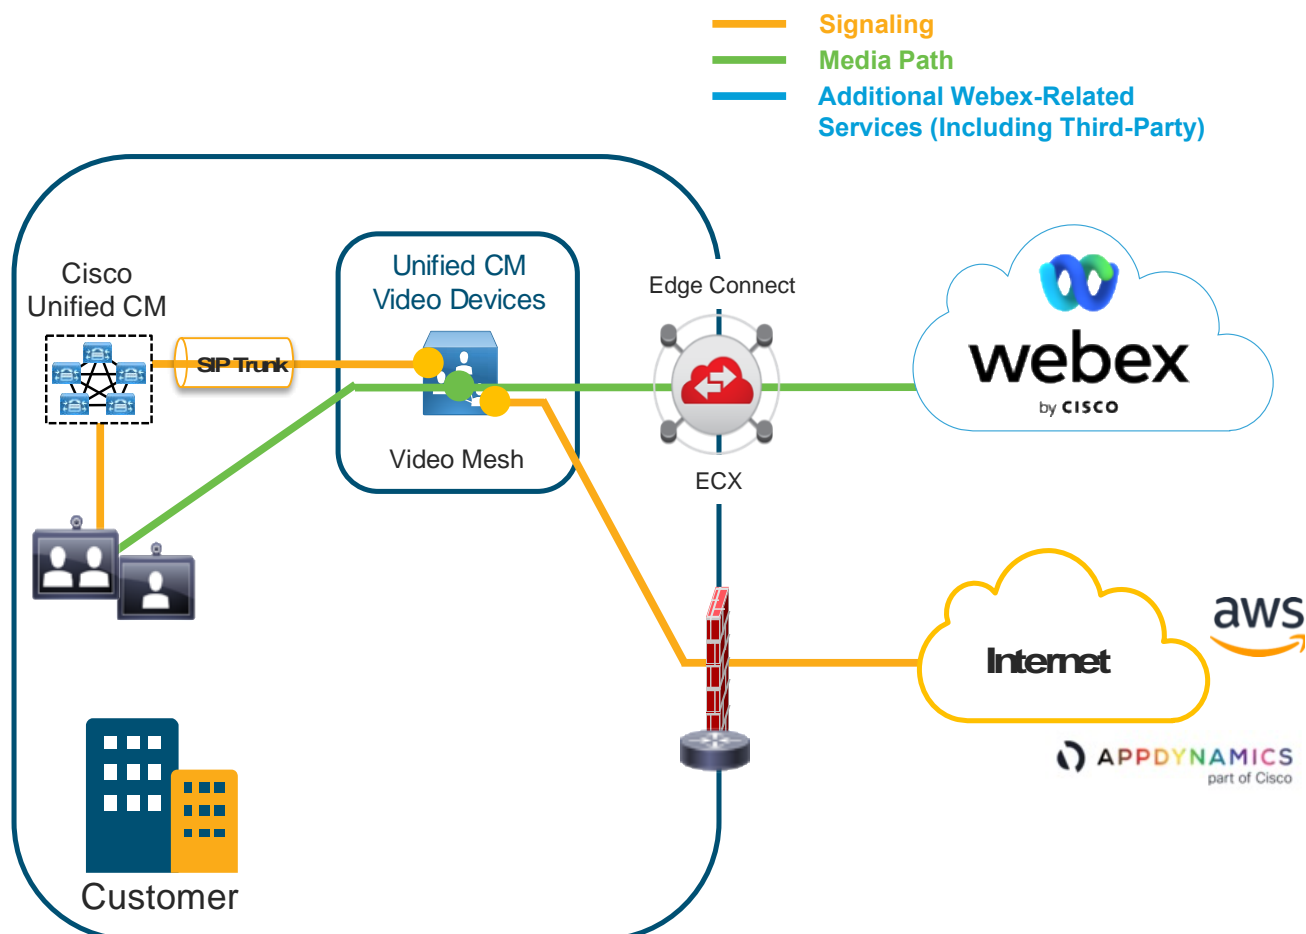 Signaling
Media Path
Additional Webex-Related
Services (Including Third-Party)
Cisco
Unified CM
SIP Trunk
Unified CM
Video Devices
Video Mesh
Edge Connect
ECX
webex
by CISCO
Internet
aws
APPDYNAMICS
part of Cisco
Customer